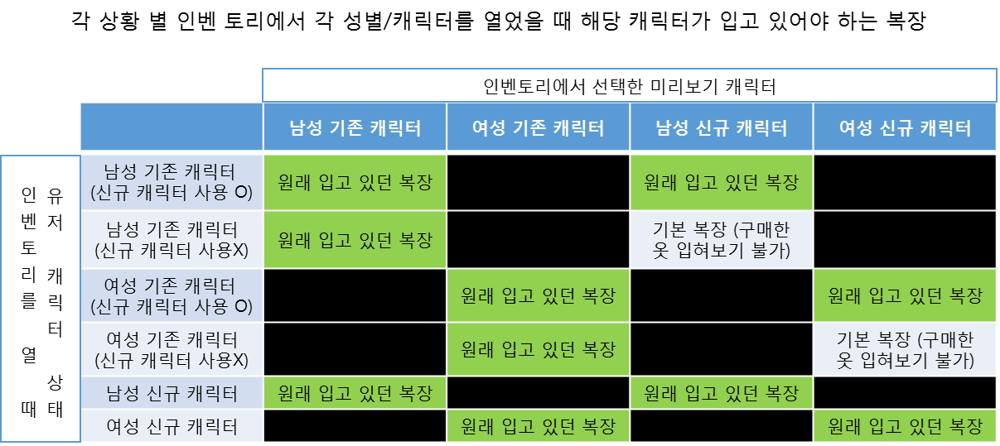 각 상황 별 인벤 토리에서 각 성별/캐릭터를 열었을 때 해당 캐릭터가 입고 있어야 하는 복장
인벤토리에서 선택한 미리보기 캐릭터
남성 기존 캐릭터
여성 기존 캐릭터
남성 신규 캐릭터
여성 신규 캐릭터
유저 캐릭터 상태
인벤토리를 열 때
남성 기존 캐릭터
(신규 캐릭터 사용 O)
원래 입고 있던 복장
원래 입고 있던 복장
남성 기존 캐릭터
(신규 캐릭터 사용X)
원래 입고 있던 복장
기본 복장 (구매한
옷 입혀보기 불가)
여성 기존 캐릭터
(신규 캐릭터 사용 O)
원래 입고 있던 복장
원래 입고 있던 복장
여성 기존 캐릭터
(신규 캐릭터 사용X)
원래 입고 있던 복장
기본 복장 (구매한
옷 입혀보기 불가)
남성 신규 캐릭터
원래 입고 있던 복장
원래 입고 있던 복장
여성 신규 캐릭터
원래 입고 있던 복장
원래 입고 있던 복장